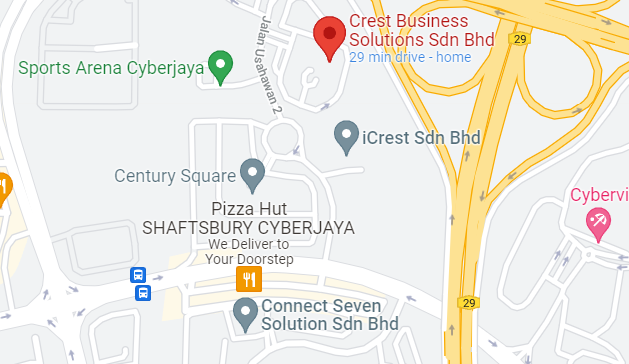 Crest Business
Solutions Sdn Bhd
29 min drive - home
29
Sports Arena Cyberjaya
Jalan Usahawan 2
iCrest Sdn Bhd
Century Square
Cybervi
Pizza Hut
SHAFTSBURY CYBERJAYA
We Deliver to
Your Doorstep
29
Connect Seven
Solution Sdn Bhd